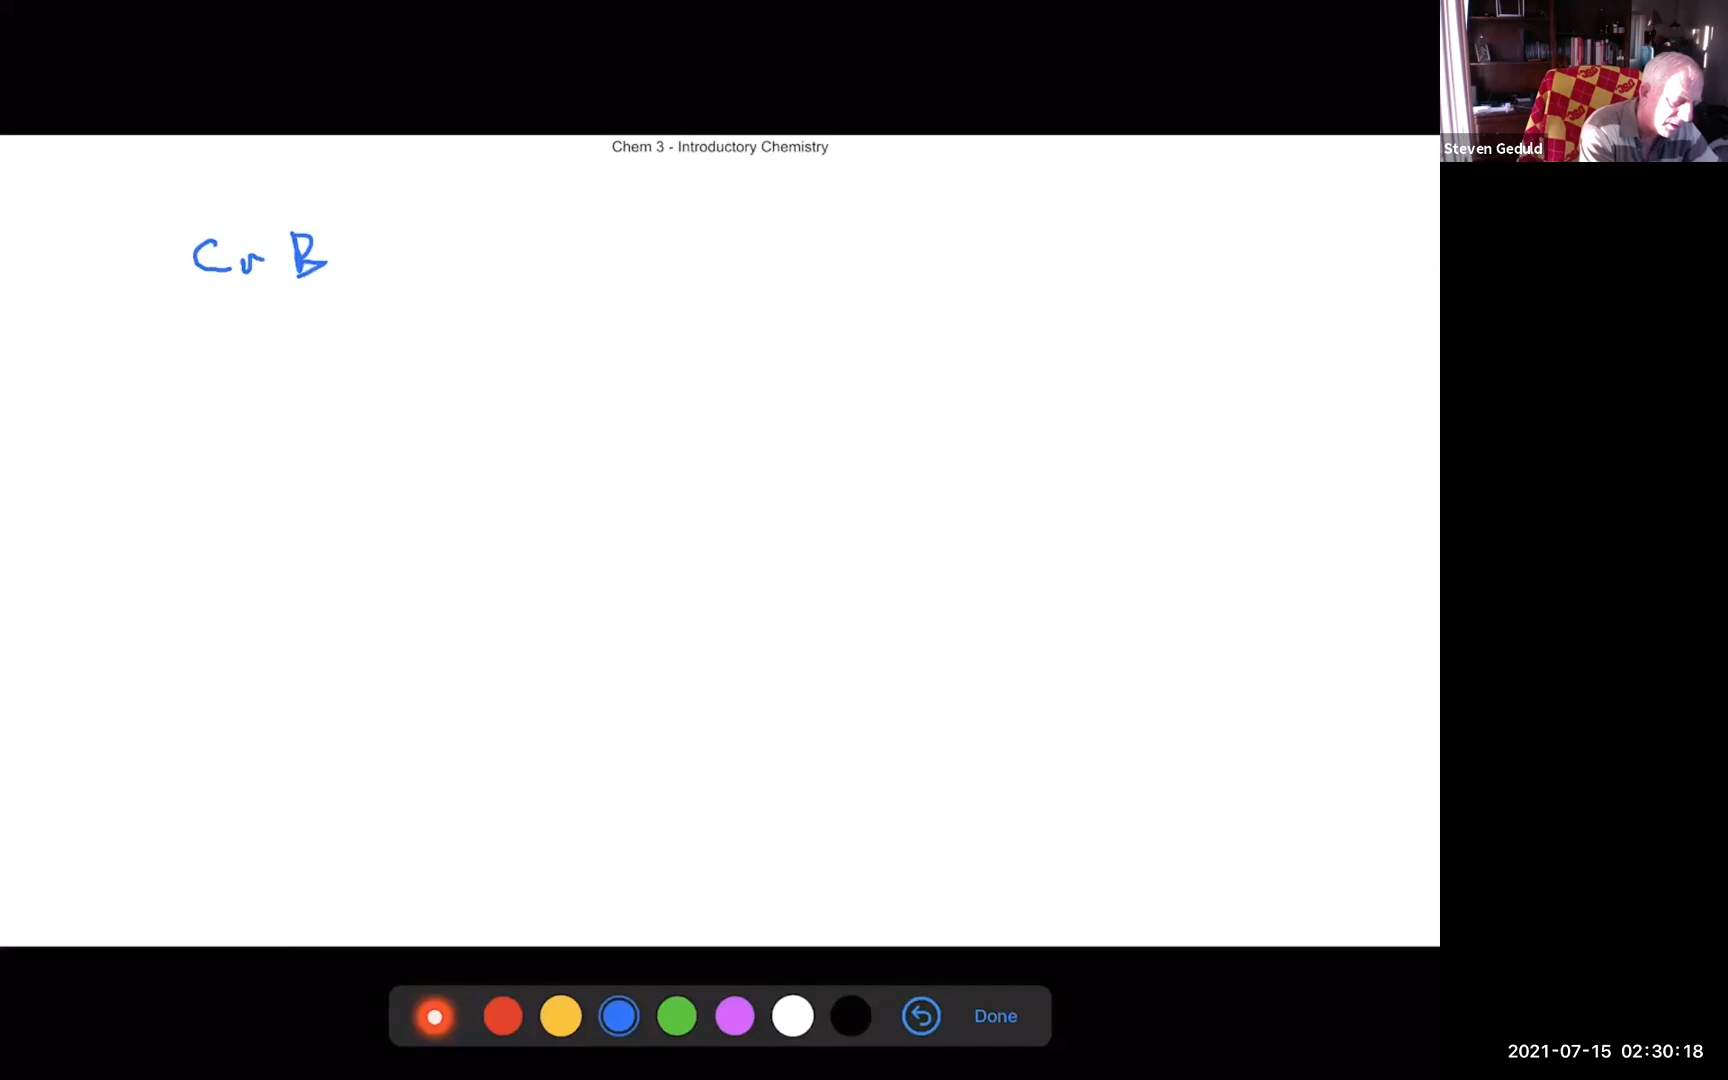 Chem 3 - Introductory Chemistry
Steven Geduld
Cr B
Done
2021-07-15 02:30:18